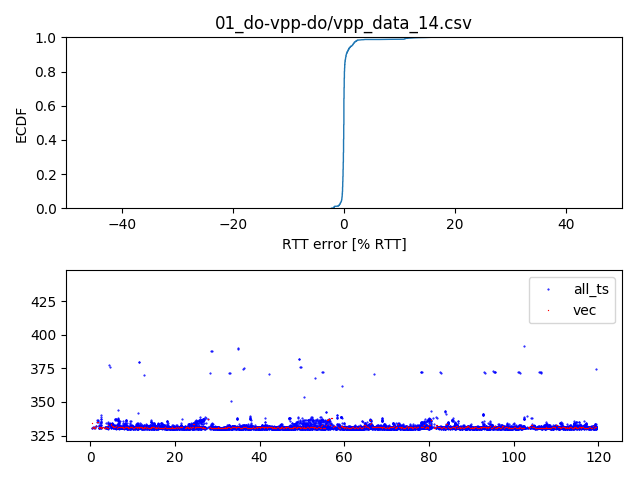 01_do-vpp-do/vpp_data_14.csv
1.0
0.8
0.6
0.4
0.2
0.0
ECDF
−40 −20 0 20 40
RTT error [% RTT]
425
400
375
350
325
all_ts
vec
0 20 40 60 80 100 120